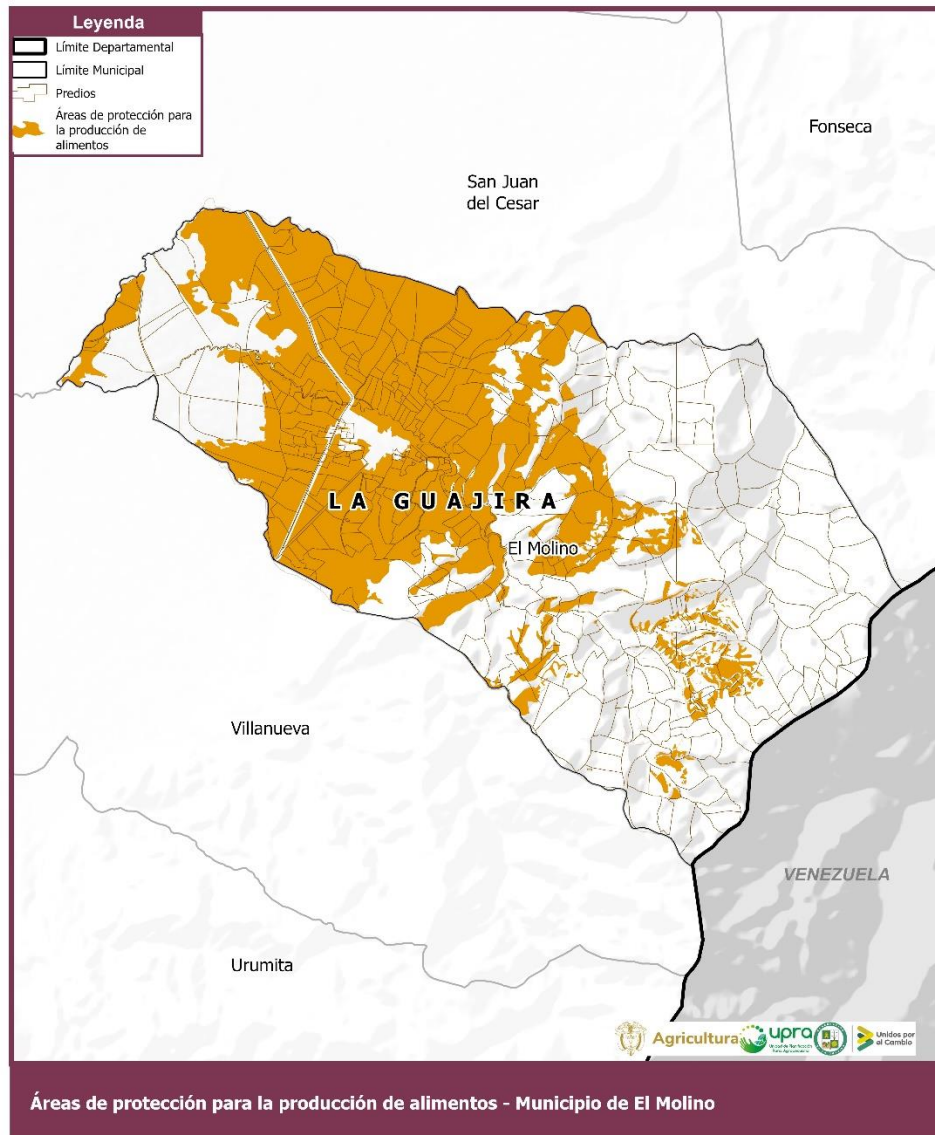 Leyenda
Límite Departamental
Límite Municipal
Predios
Áreas de protección para
la producción de
alimentos
Fonseca
San Juan
del Cesar
LA GUAJIRA
El Molino
Villanueva
VENEZUELA
Urumita
Agricultura
upra
Unidos por
el Cambio
Áreas de protección para la producción de alimentos - Municipio de El Molino